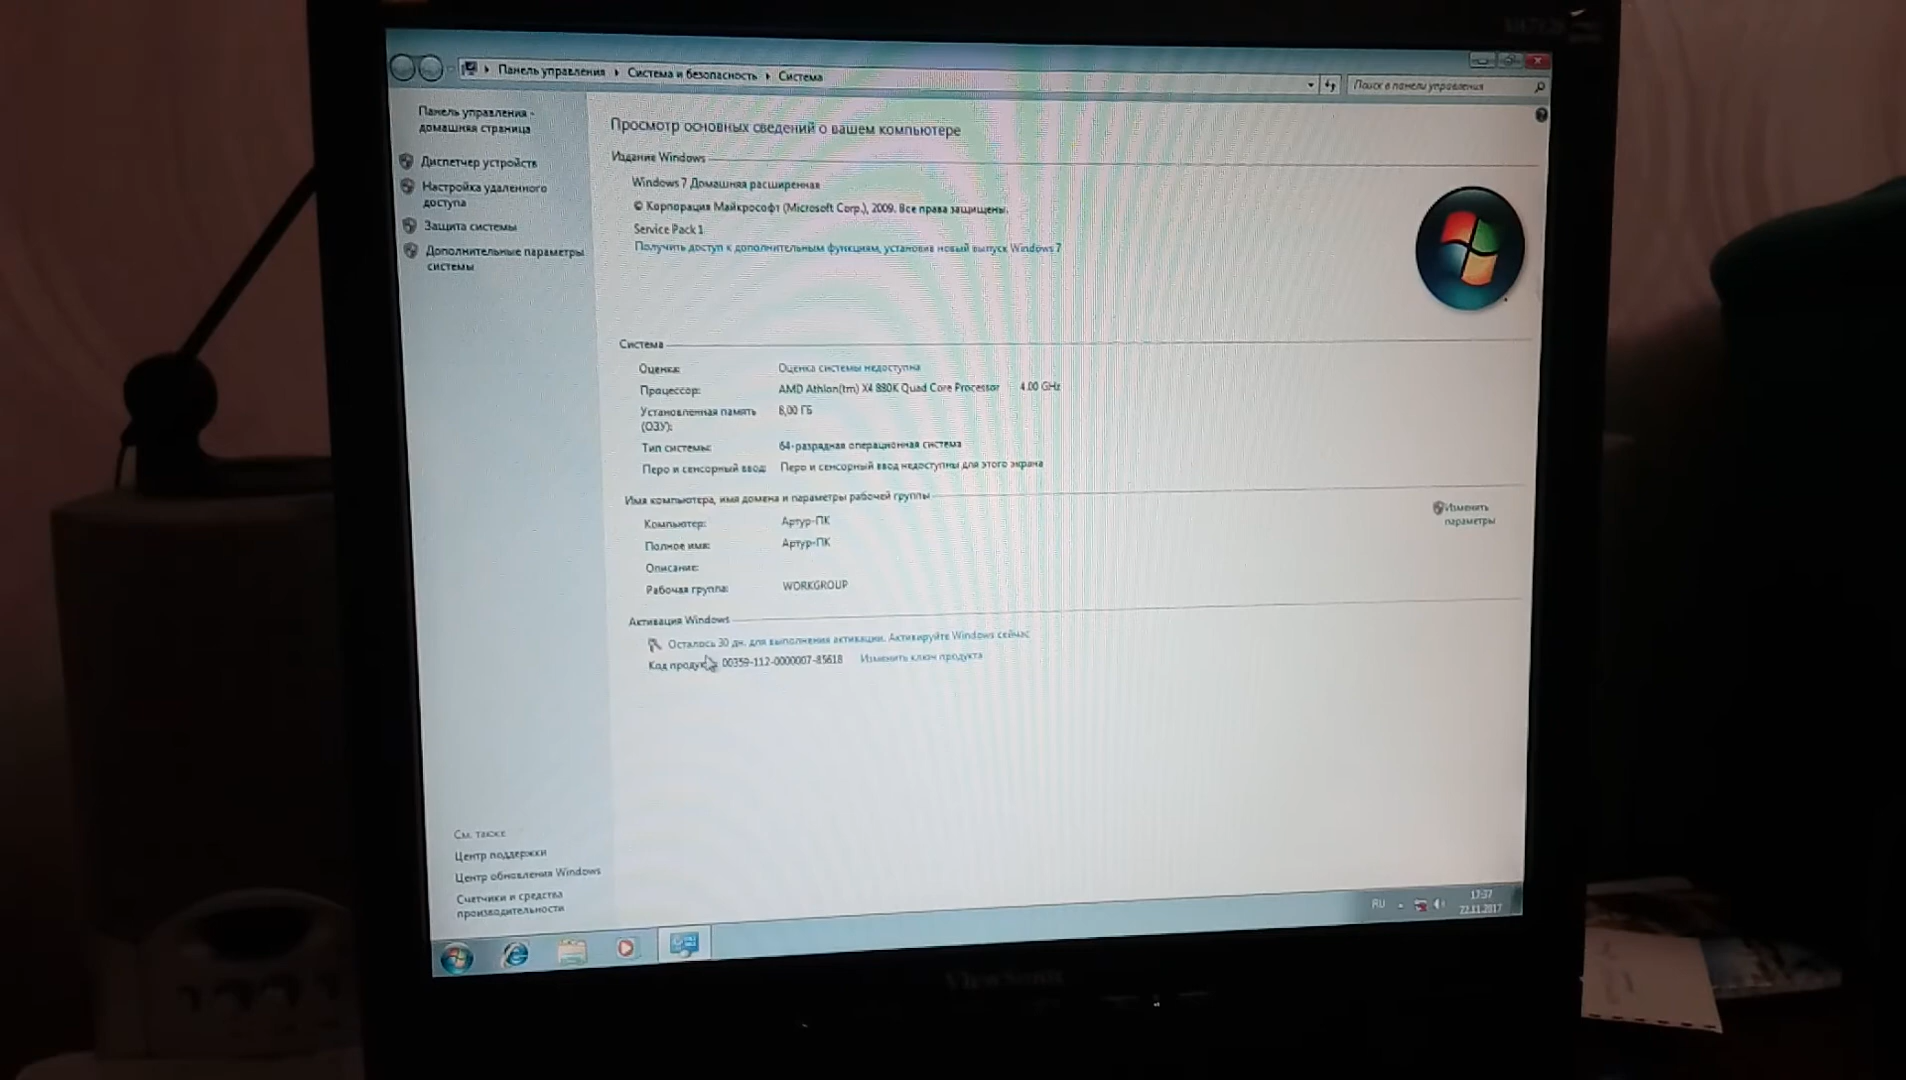 Панель управления
Система и безопасность
Система
Поиск в панели управления
Панель управления -
домашняя страница
Диспетчер устройств
Настройка удаленного
доступа
Защита системы
Дополнительные параметры
системы
Просмотр основных сведений о вашем компьютере
Издание Windows
Windows 7 Домашняя расширенная
© Корпорация Майкрософт (Microsoft Corp.), 2009. Все права защищены.
Service Pack 1
Получить доступ к дополнительным функциям, установив новый выпуск Windows 7
Система
Оценка: Оценка системы недоступна
Процессор: AMD Athlon(tm) X4 880K Quad Core Processor 4.00 GHz
Установленная память 8,00 ГБ
(ОЗУ):
Тип системы: 64-разрядная операционная система
Перо и сенсорный ввод: Перо и сенсорный ввод недоступны для этого экрана
Имя компьютера, имя домена и параметры рабочей группы
Компьютер: Артур-ПК
Изменить
параметры
Полное имя: Артур-ПК
Описание:
Рабочая группа: WORKGROUP
Активация Windows
Осталось 30 дн. для выполнения активации. Активируйте Windows сейчас
Код 00359-112-0000007-85618 Изменить ключ продукта
См. также
Центр поддержки
Центр обновления Windows
Счетчики и средства
производительности
RU
17:37
22.11.2017
ViewSonic